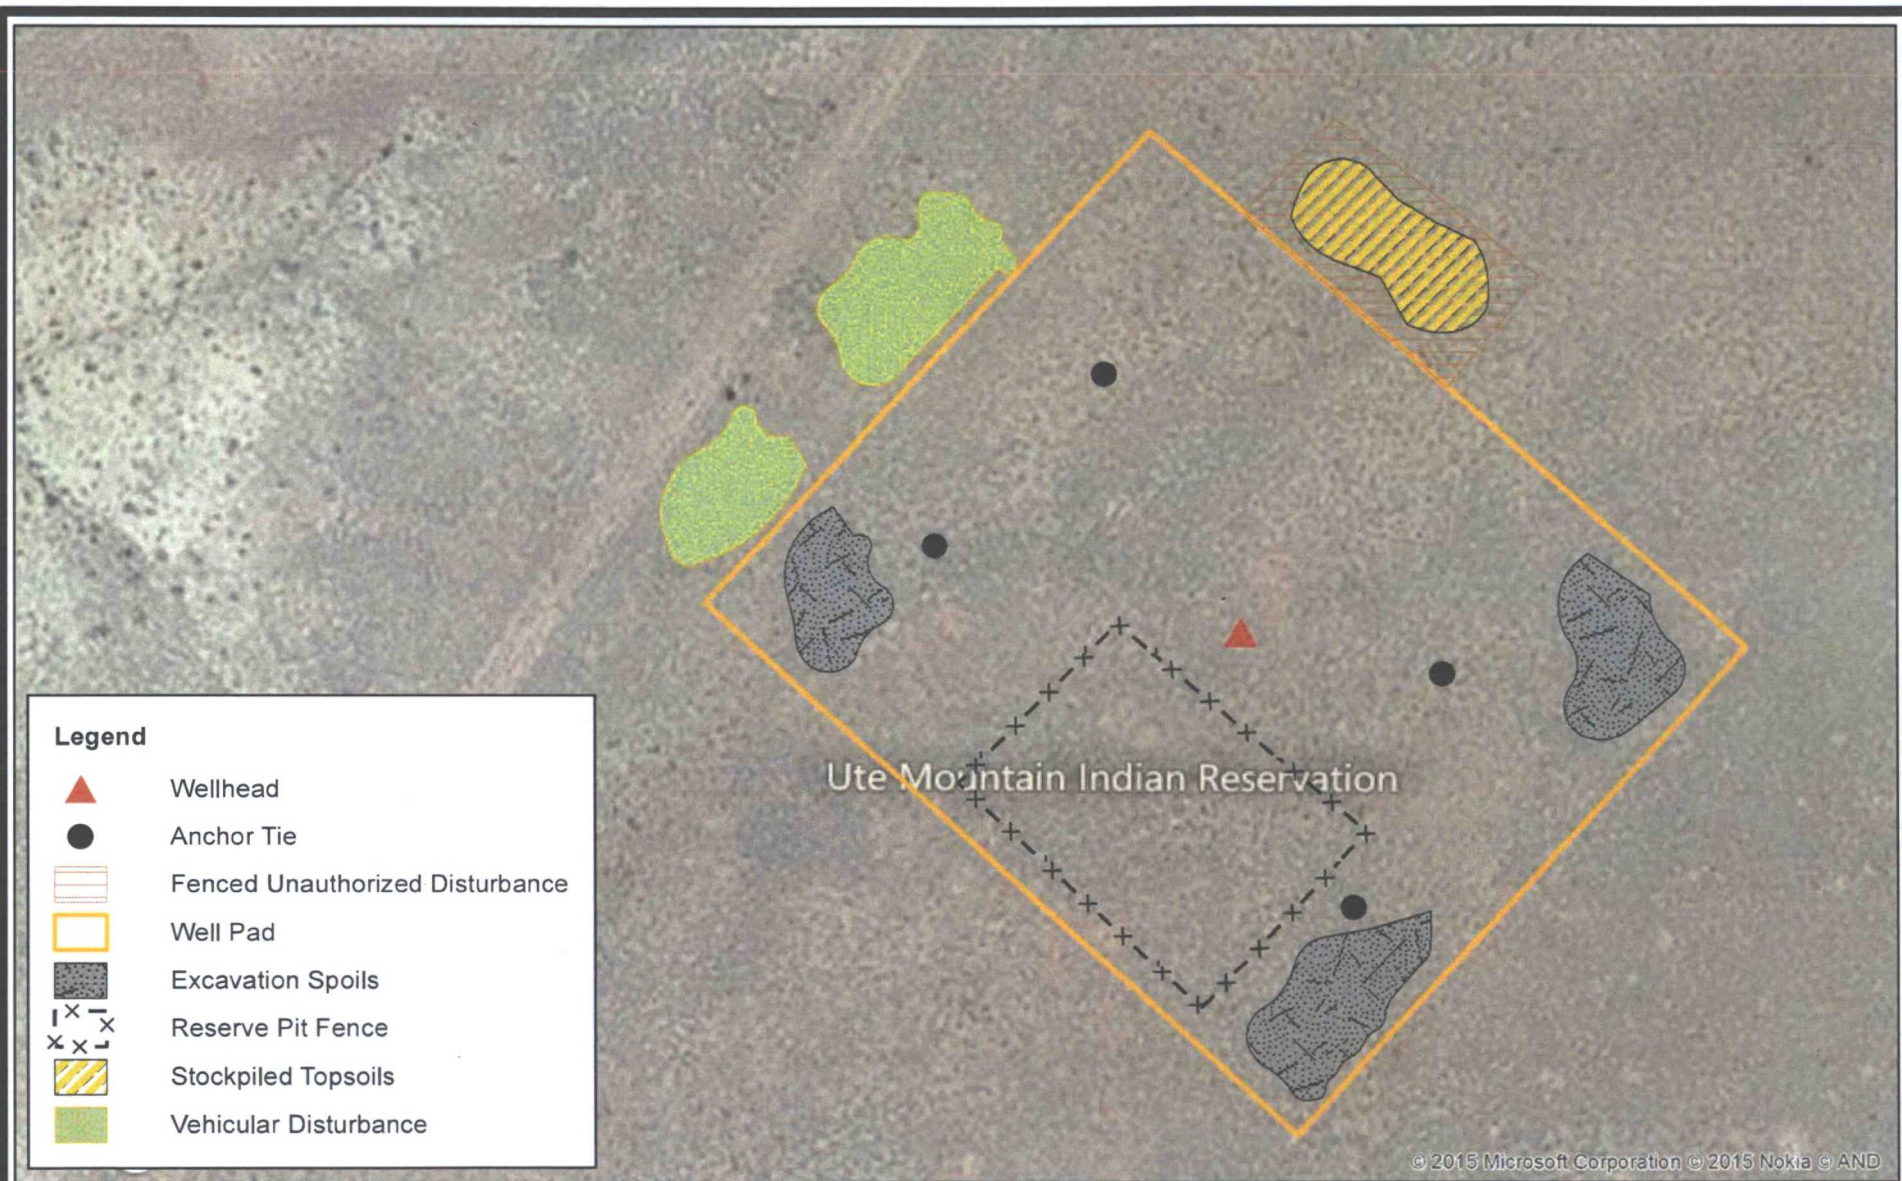 Ute Mountain Indian Reservation
Legend
Wellhead
Anchor Tie
Fenced Unauthorized Disturbance
Well Pad
Excavation Spoils
Reserve Pit Fence
Stockpiled Topsoils
Vehicular Disturbance
© 2015 Microsoft Corporation © 2015 Nokia © AND